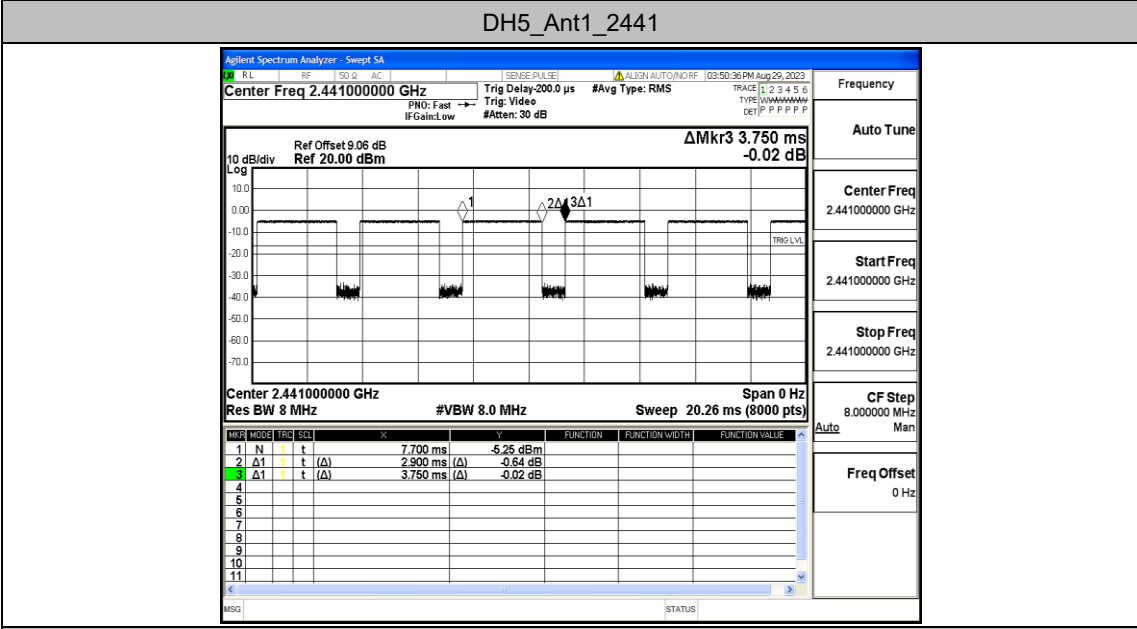 DH5_Ant1_2441
Agilent Spectrum Analyzer - Swept SA
RL RF 50 Ω AC SENSE:PULSE ALIGN AUTO/NO RF 03:50:36 PM Aug 29, 2023
Center Freq 2.441000000 GHz Trig Delay-200.0 µs #Avg Type: RMS TRACE 1 2 3 4 5 6
PNO: Fast Trig: Video TYPE
IFGain:Low #Atten: 30 dB DET P P P P P P
Frequency
Auto Tune
ΔMkr3 3.750 ms
-0.02 dB
Ref Offset 9.06 dB
10 dB/div Ref 20.00 dBm
Log
10.0
0.00
-10.0
-20.0
-30.0
-40.0
-50.0
-60.0
-70.0
1 2Δ1 3Δ1
TRIG LVL
Center 2.441000000 GHz Span 0 Hz
Res BW 8 MHz #VBW 8.0 MHz Sweep 20.26 ms (8000 pts)
Center Freq
2.441000000 GHz
Start Freq
2.441000000 GHz
Stop Freq
2.441000000 GHz
CF Step
8.000000 MHz
Auto Man
Freq Offset
0 Hz
MKR MODE TRC SCL X Y FUNCTION FUNCTION WIDTH FUNCTION VALUE
1 N 1 t 7.700 ms -5.25 dBm
2 Δ1 1 t (Δ) 2.900 ms (Δ) -0.64 dB
3 Δ1 1 t (Δ) 3.750 ms (Δ) -0.02 dB
4
5
6
7
8
9
10
11
MSG STATUS